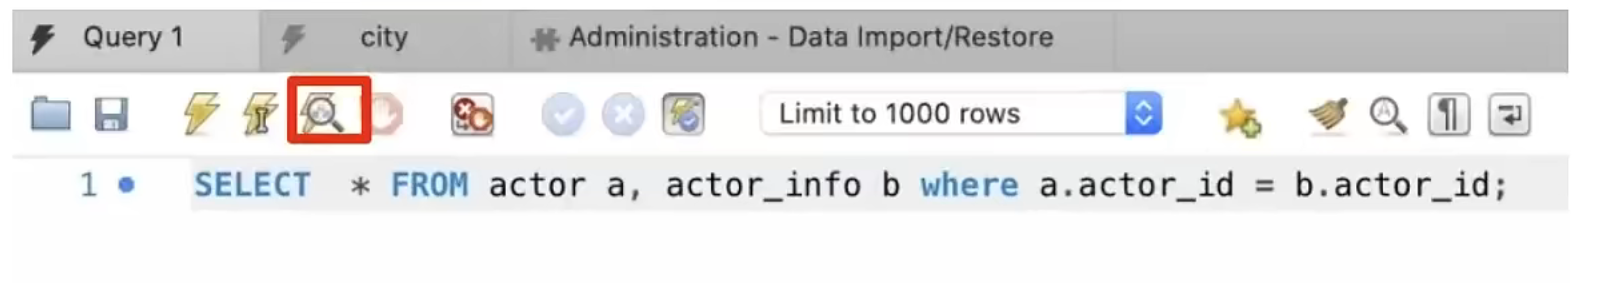 Query 1
city
Administration - Data Import/Restore
Limit to 1000 rows
1 SELECT * FROM actor a, actor_info b where a.actor_id = b.actor_id;